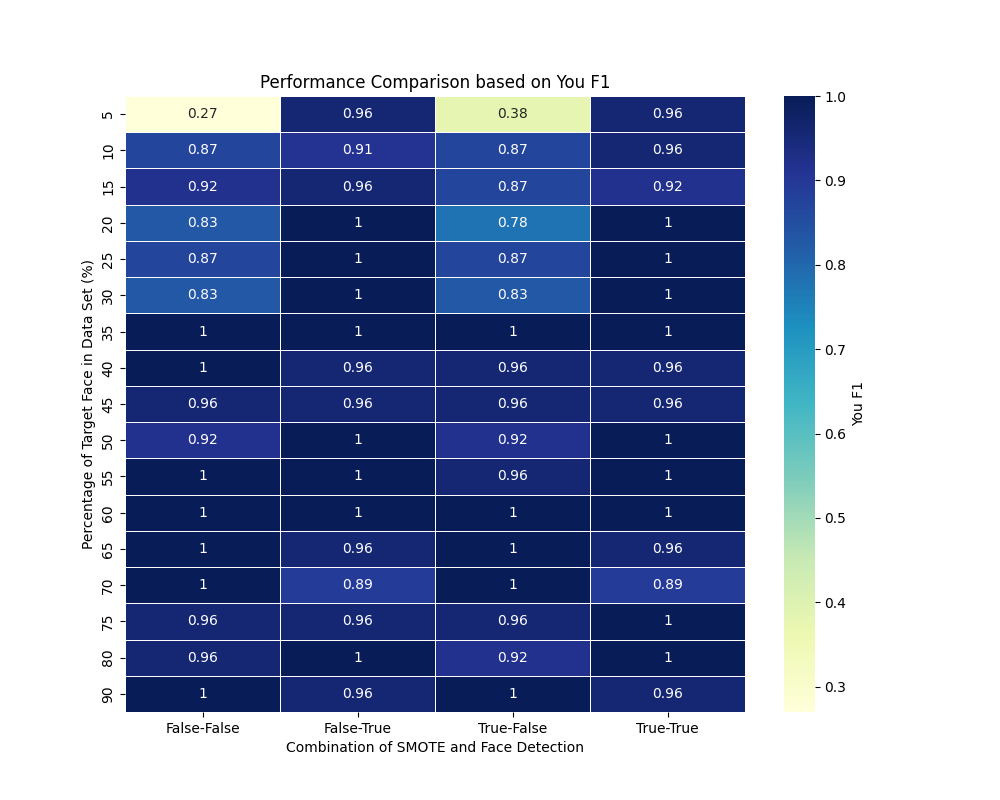 Performance Comparison based on You F1
5 0.27 0.96 0.38 0.96 1.0
10 0.87 0.91 0.87 0.96
15 0.92 0.96 0.87 0.92 0.9
20 0.83 1 0.78 1
25 0.87 1 0.87 1 0.8
30 0.83 1 0.83 1
35 1 1 1 1 0.7
40 1 0.96 0.96 0.96
45 0.96 0.96 0.96 0.96
50 0.92 1 0.92 1 0.6
55 1 1 0.96 1
60 1 1 1 1 0.5
65 1 0.96 1 0.96
70 1 0.89 1 0.89 0.4
75 0.96 0.96 0.96 1
80 0.96 1 0.92 1
90 1 0.96 1 0.96 0.3
False-False False-True True-False True-True
Combination of SMOTE and Face Detection
Percentage of Target Face in Data Set (%)
You F1